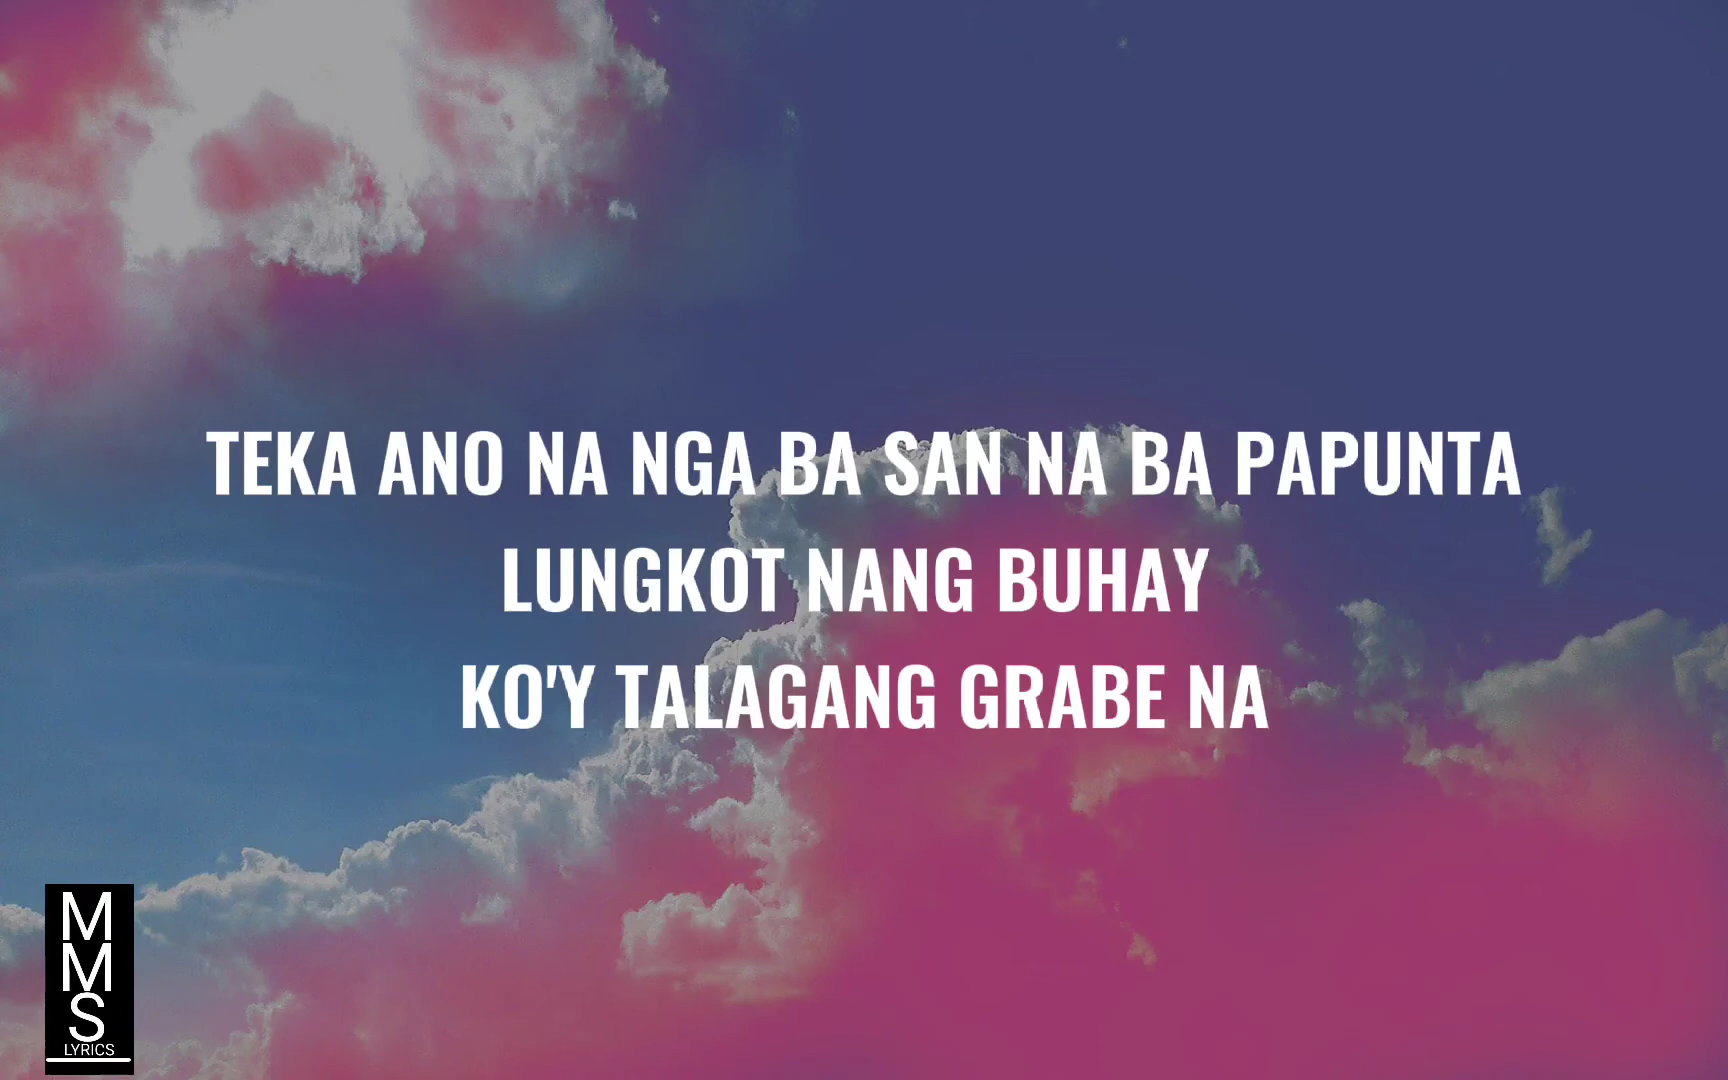 TEKA ANO NA NGA BA SAN NA BA PAPUNTA
LUNGKOT NANG BUHAY
KO'Y TALAGANG GRABE NA
M
M
S
LYRICS